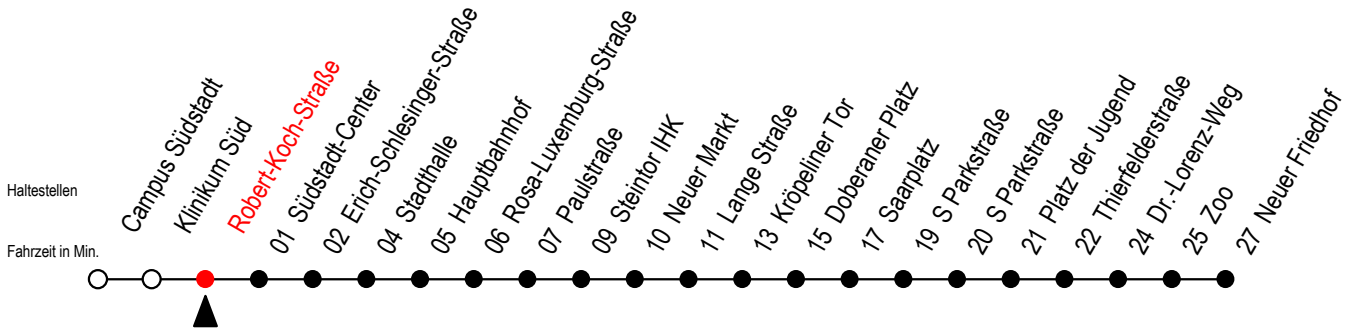 Haltestellen
Fahrzeit in Min.
Campus Südstadt
Klinikum Süd
Robert-Koch-Straße
01 Südstadt-Center
02 Erich-Schlesinger-Straße
04 Stadthalle
05 Hauptbahnhof
06 Rosa-Luxemburg-Straße
07 Paulstraße
09 Steintor IHK
10 Neuer Markt
11 Lange Straße
13 Kröpeliner Tor
15 Doberaner Platz
17 Saarplatz
19 S Parkstraße
20 S Parkstraße
21 Platz der Jugend
22 Thierfelderstraße
24 Dr.-Lorenz-Weg
25 Zoo
27 Neuer Friedhof